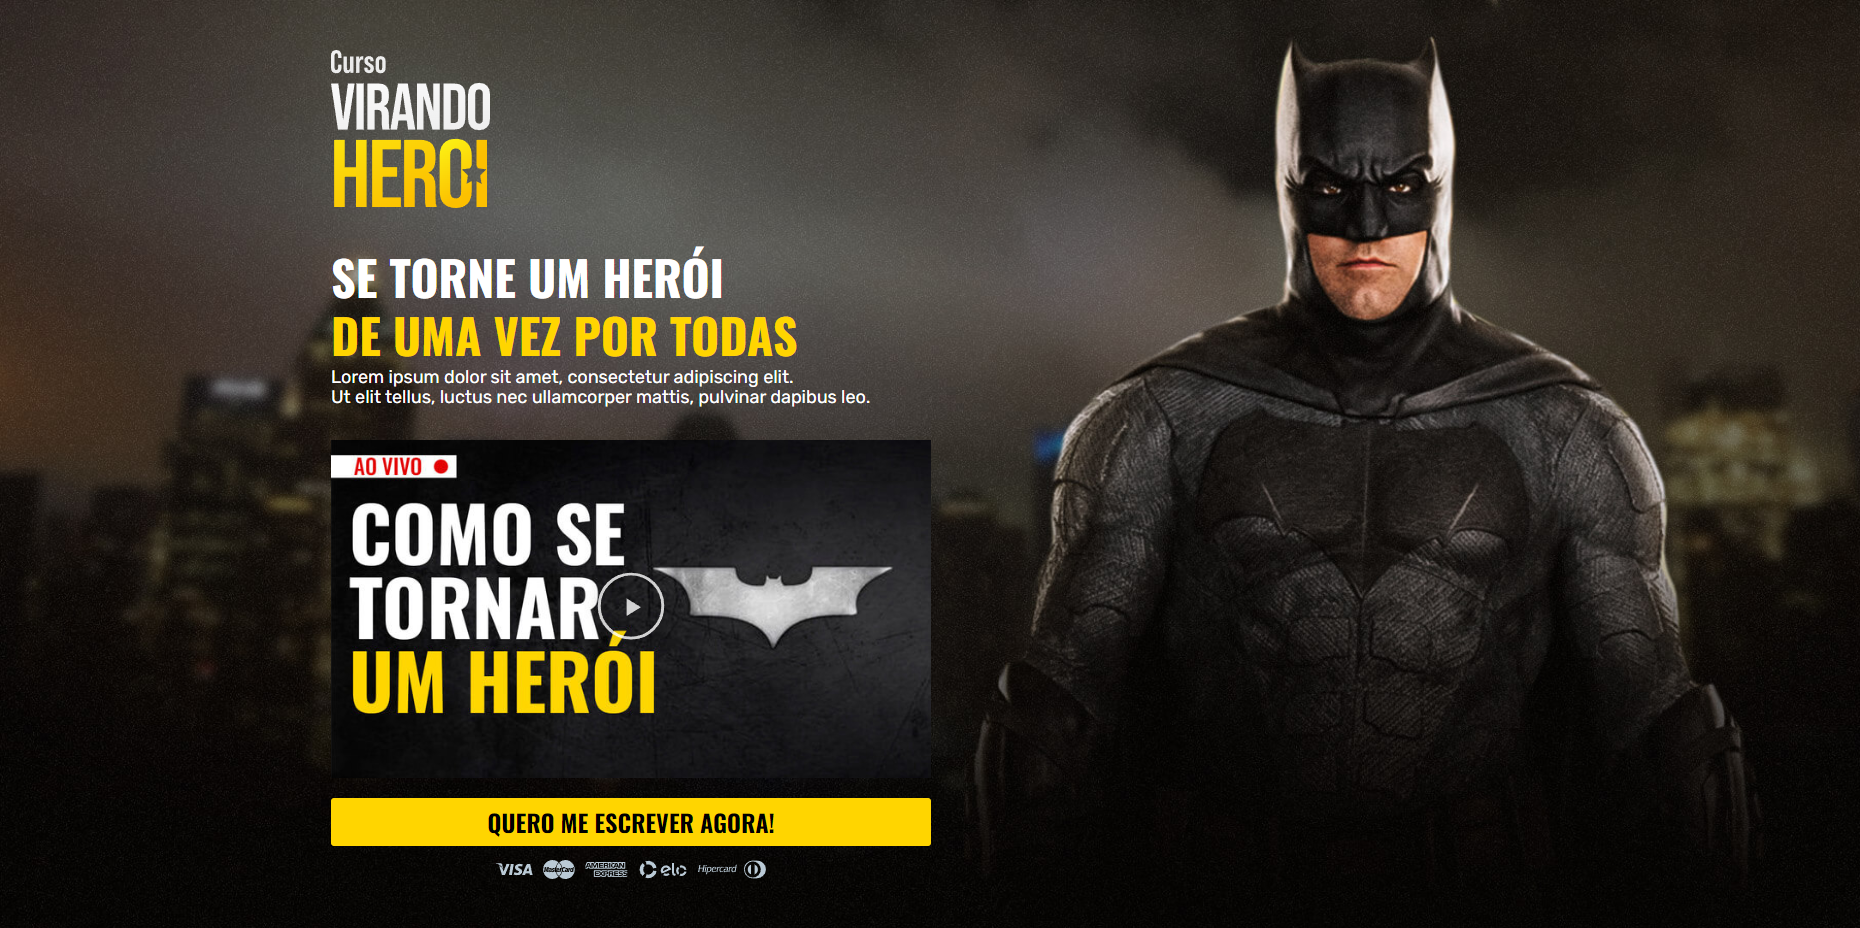 Curso
VIRANDO
HEROI
SE TORNE UM HERÓI
DE UMA VEZ POR TODAS
Lorem ipsum dolor sit amet, consectetur adipiscing elit.
Ut elit tellus, luctus nec ullamcorper mattis, pulvinar dapibus leo.
AO VIVO
COMO SE
TORNAR
UM HERÓI
QUERO ME ESCREVER AGORA!
VISA MasterCard AMERICAN EXPRESS elo Hipercard